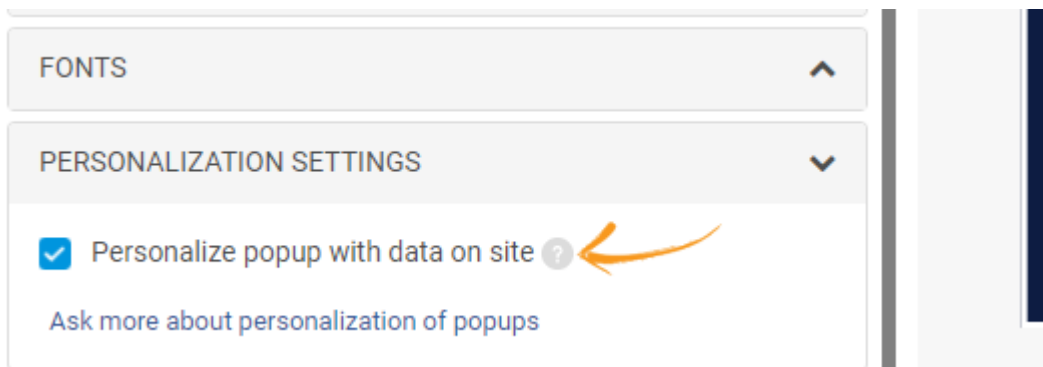 FONTS
PERSONALIZATION SETTINGS
Personalize popup with data on site ?
Ask more about personalization of popups